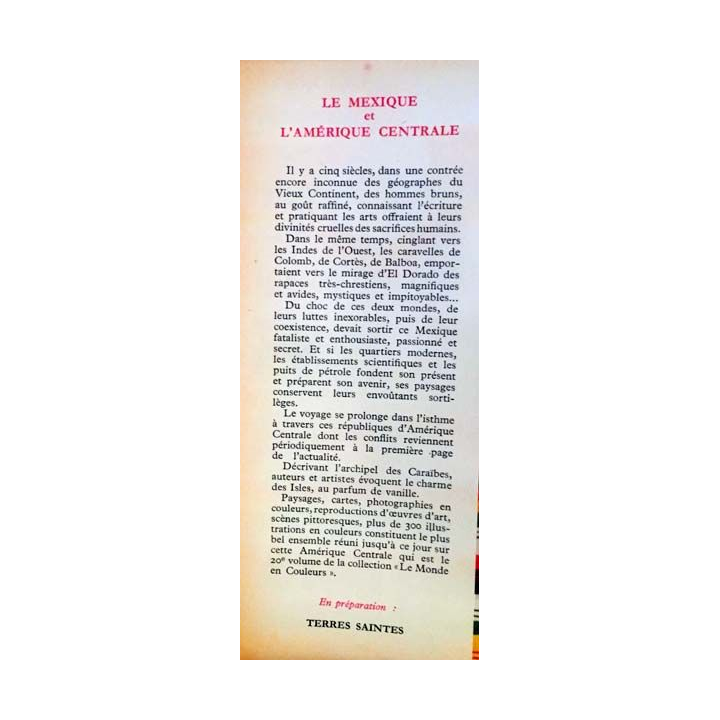 LE MEXIQUE
et
L'AMÉRIQUE CENTRALE
Il y a cinq siècles, dans une contrée
encore inconnue des géographes du
Vieux Continent, des hommes bruns,
au goût raffiné, connaissant l'écriture
et pratiquant les arts offraient à leurs
divinités cruelles des sacrifices humains.
Dans le même temps, cinglant vers
les Indes de l'Ouest, les caravelles de
Colomb, de Cortès, de Balboa, empor-
taient vers le mirage d'El Dorado des
rapaces très-chrestiens, magnifiques
et avides, mystiques et impitoyables...
Du choc de ces deux mondes, de
leurs luttes inexorables, puis de leur
coexistence, devait sortir ce Mexique
fataliste et enthousiaste, passionné et
secret. Et si les quartiers modernes,
les établissements scientifiques et les
puits de pétrole fondent son présent
et préparent son avenir, ses paysages
conservent leurs envoûtants sorti-
lèges.
Le voyage se prolonge dans l'isthme
à travers ces républiques d'Amérique
Centrale dont les conflits reviennent
périodiquement à la première page
de l'actualité.
Décrivant l'archipel des Caraïbes,
auteurs et artistes évoquent le charme
des Isles, au parfum de vanille.
Paysages, cartes, photographies en
couleurs, reproductions d'œuvres d'art,
scènes pittoresques, plus de 300 illus-
trations en couleurs constituent le plus
bel ensemble réuni jusqu'à ce jour sur
cette Amérique Centrale qui est le
20e volume de la collection «Le Monde
en Couleurs».
En préparation :
TERRES SAINTES